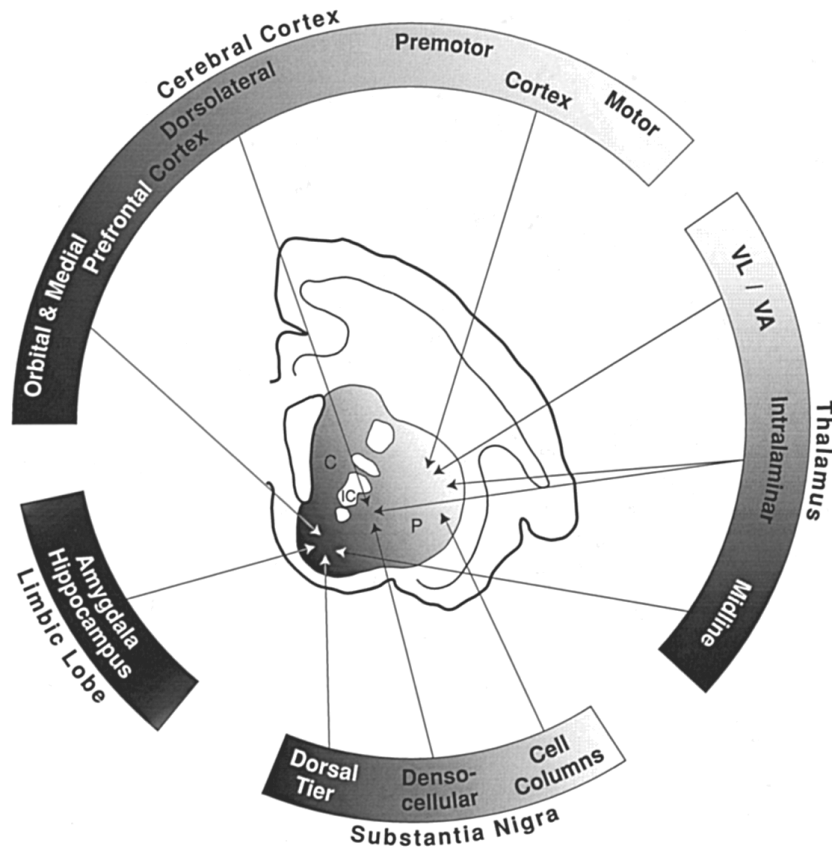 Cerebral Cortex
Orbital & Medial
Prefrontal
Dorsolateral
Cortex
Premotor
Cortex
Motor
VL / VA
Intralaminar
Midline
Thalamus
C
IC
P
Amygdala
Hippocampus
Limbic Lobe
Dorsal
Tier
Denso-
cellular
Cell
Columns
Substantia Nigra